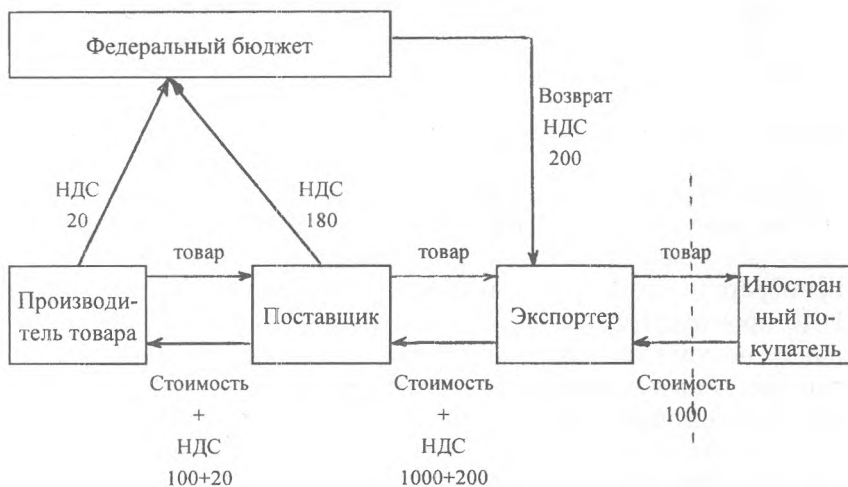 Федеральный бюджет
Возврат
НДС
200
НДС
20
НДС
180
товар
товар
товар
Производи-
тель товара
Поставщик
Экспортер
Иностран
ный по-
купатель
Стоимость
+
НДС
100+20
Стоимость
+
НДС
1000+200
Стоимость
1000